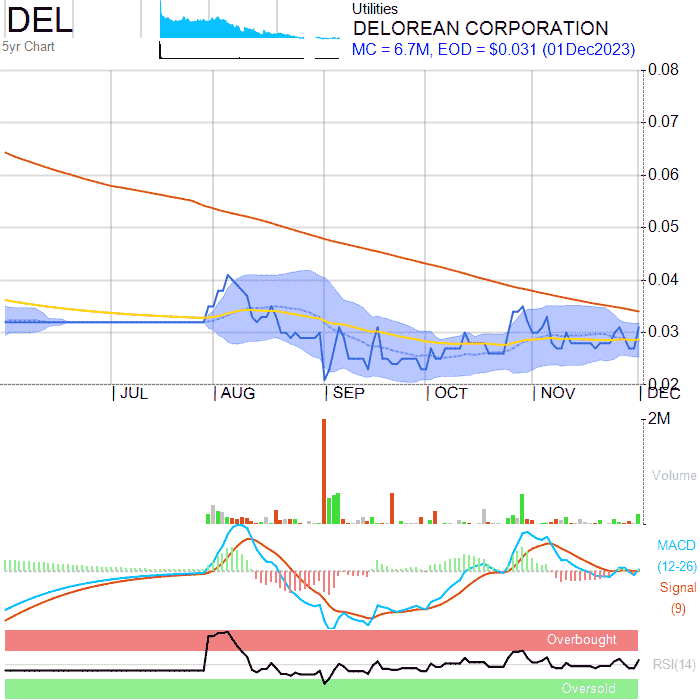 DEL
5yr Chart
Utilities
DELOREAN CORPORATION
MC = 6.7M, EOD = $0.031 (01Dec2023)
0.08
0.07
0.06
0.05
0.04
0.03
0.02
JUL
AUG
SEP
OCT
NOV
DEC
2M
Volume
MACD
(12-26)
Signal
(9)
Overbought
RSI(14)
Oversold